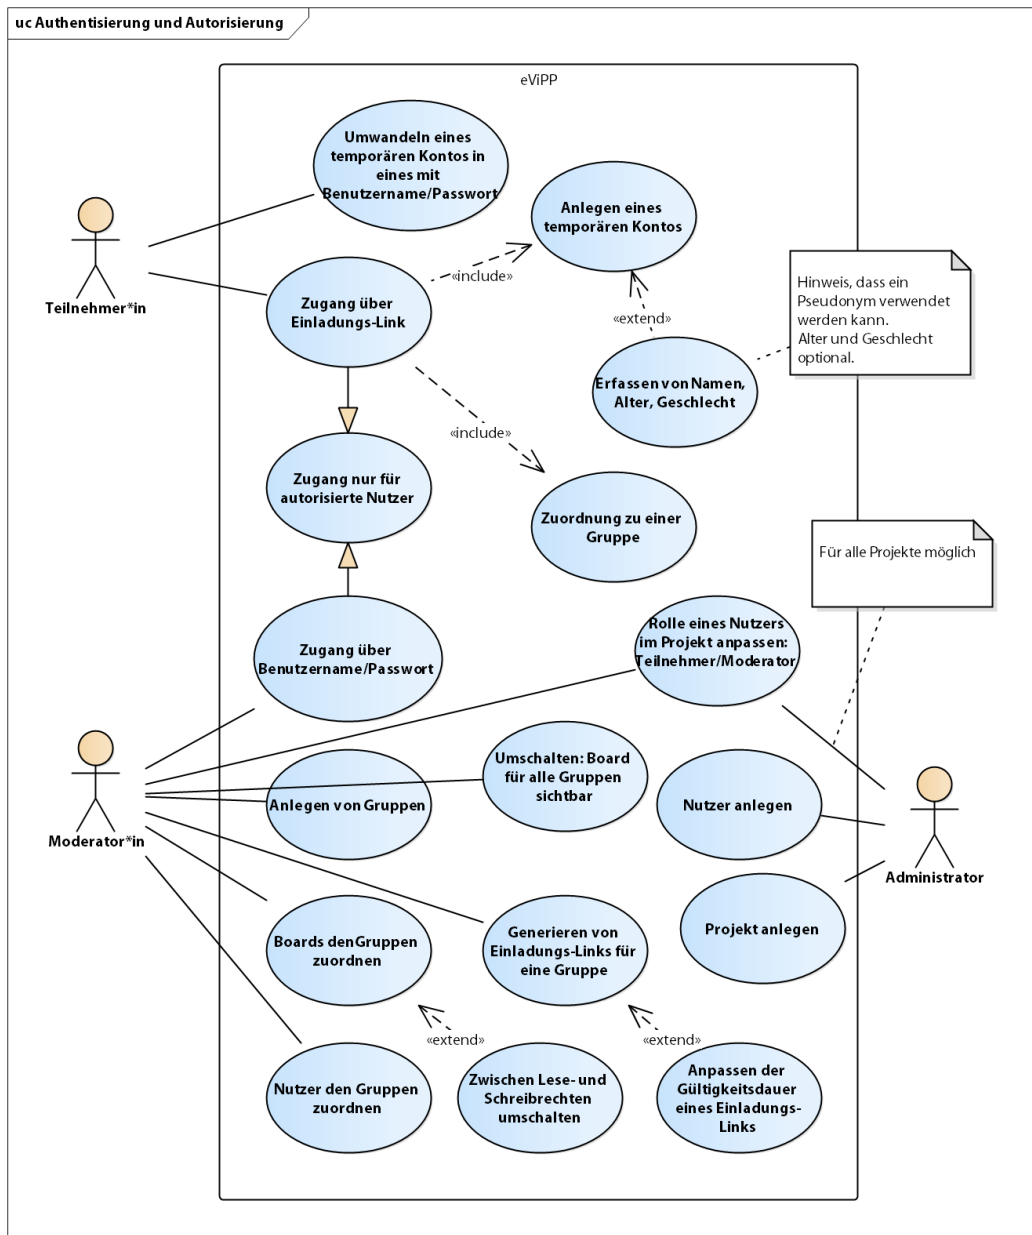 uc Authentisierung und Autorisierung
eViPP
Umwandeln eines
temporären Kontos in
eines mit
Benutzername/Passwort
Anlegen eines
temporären Kontos
Teilnehmer*in
Zugang über
Einladungs-Link
«include»
«extend»
Hinweis, dass ein
Pseudonym verwendet
werden kann.
Alter und Geschlecht
optional.
Erfassen von Namen,
Alter, Geschlecht
«include»
Zugang nur für
autorisierte Nutzer
Zuordnung zu einer
Gruppe
Für alle Projekte möglich
Zugang über
Benutzername/Passwort
Rolle eines Nutzers
im Projekt anpassen:
Teilnehmer/Moderator
Moderator*in
Anlegen von Gruppen
Umschalten: Board
für alle Gruppen
sichtbar
Nutzer anlegen
Administrator
Boards denGruppen
zuordnen
Generieren von
Einladungs-Links für
eine Gruppe
Projekt anlegen
«extend»
«extend»
Nutzer den Gruppen
zuordnen
Zwischen Lese- und
Schreibrechten
umschalten
Anpassen der
Gültigkeitsdauer
eines Einladungs-
Links